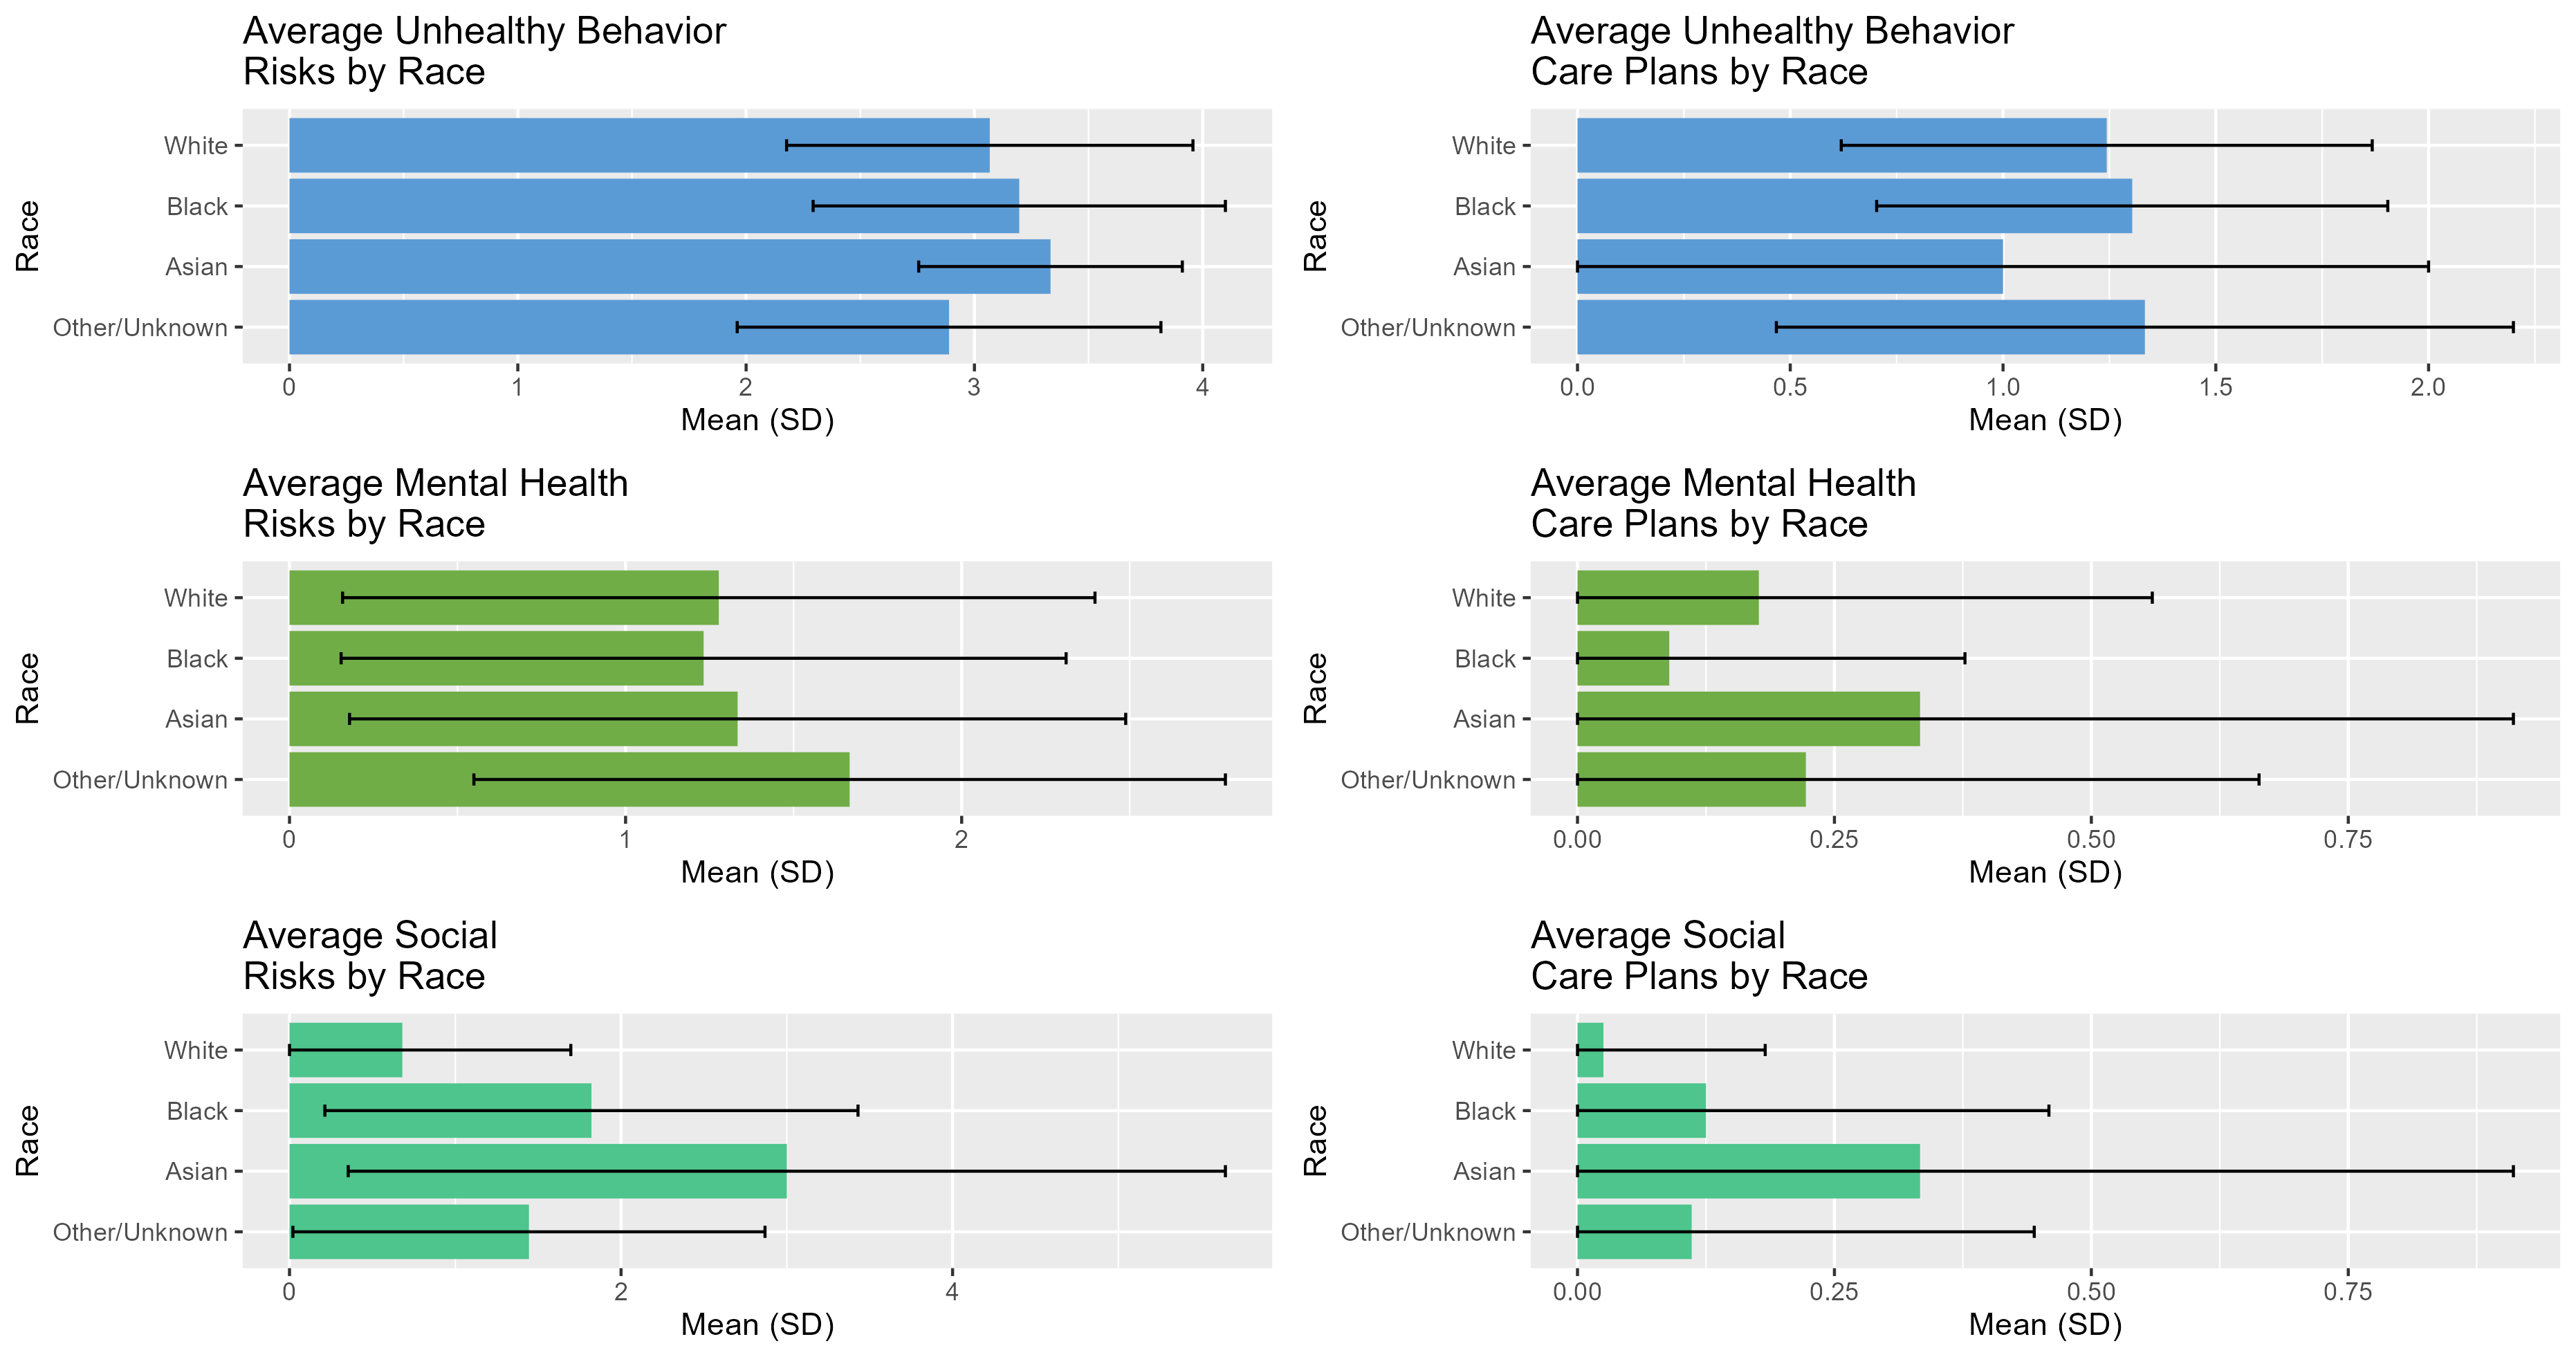 Average Unhealthy Behavior
Risks by Race
Race
White
Black
Asian
Other/Unknown
0 1 2 3 4
Mean (SD)
Average Unhealthy Behavior
Care Plans by Race
Race
White
Black
Asian
Other/Unknown
0.0 0.5 1.0 1.5 2.0
Mean (SD)
Average Mental Health
Risks by Race
Race
White
Black
Asian
Other/Unknown
0 1 2
Mean (SD)
Average Mental Health
Care Plans by Race
Race
White
Black
Asian
Other/Unknown
0.00 0.25 0.50 0.75
Mean (SD)
Average Social
Risks by Race
Race
White
Black
Asian
Other/Unknown
0 2 4
Mean (SD)
Average Social
Care Plans by Race
Race
White
Black
Asian
Other/Unknown
0.00 0.25 0.50 0.75
Mean (SD)